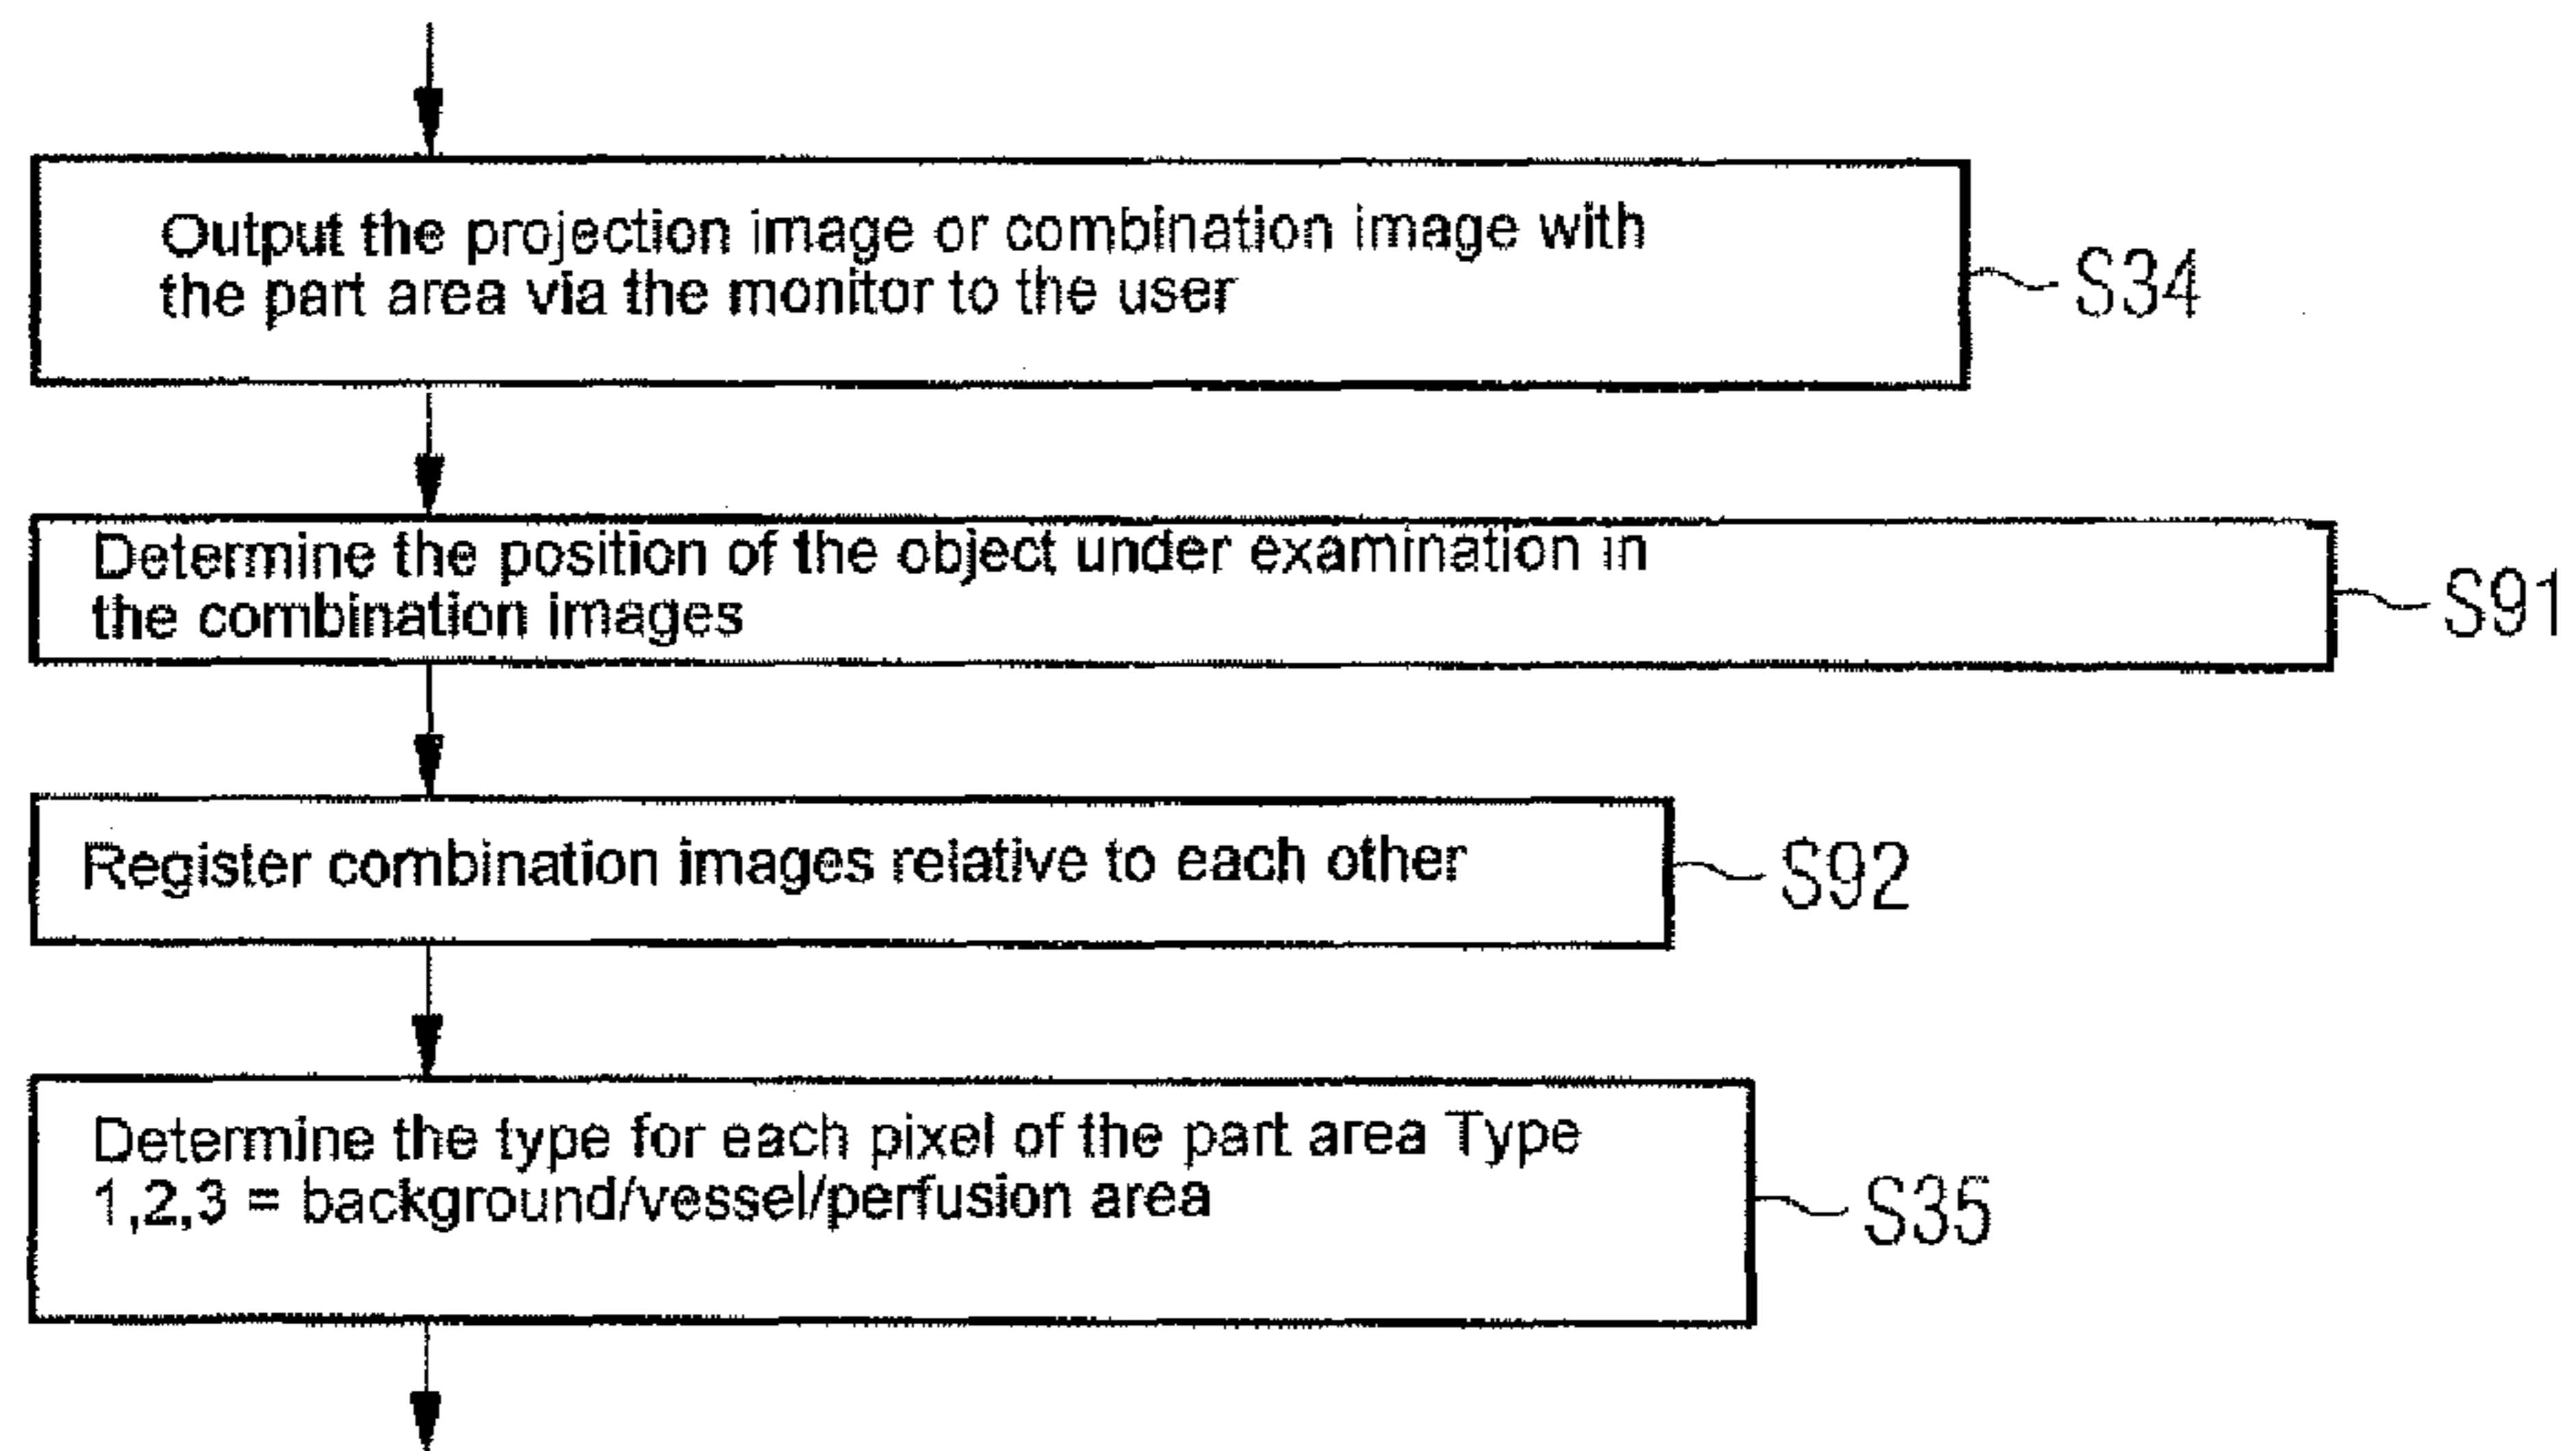 Output the projection image or combination image with
the part area via the monitor to the user
S34
Determine the position of the object under examination in
the combination images
S91
Register combination images relative to each other
S92
Determine the type for each pixel of the part area Type
1,2,3 = background/vessel/perfusion area
S35